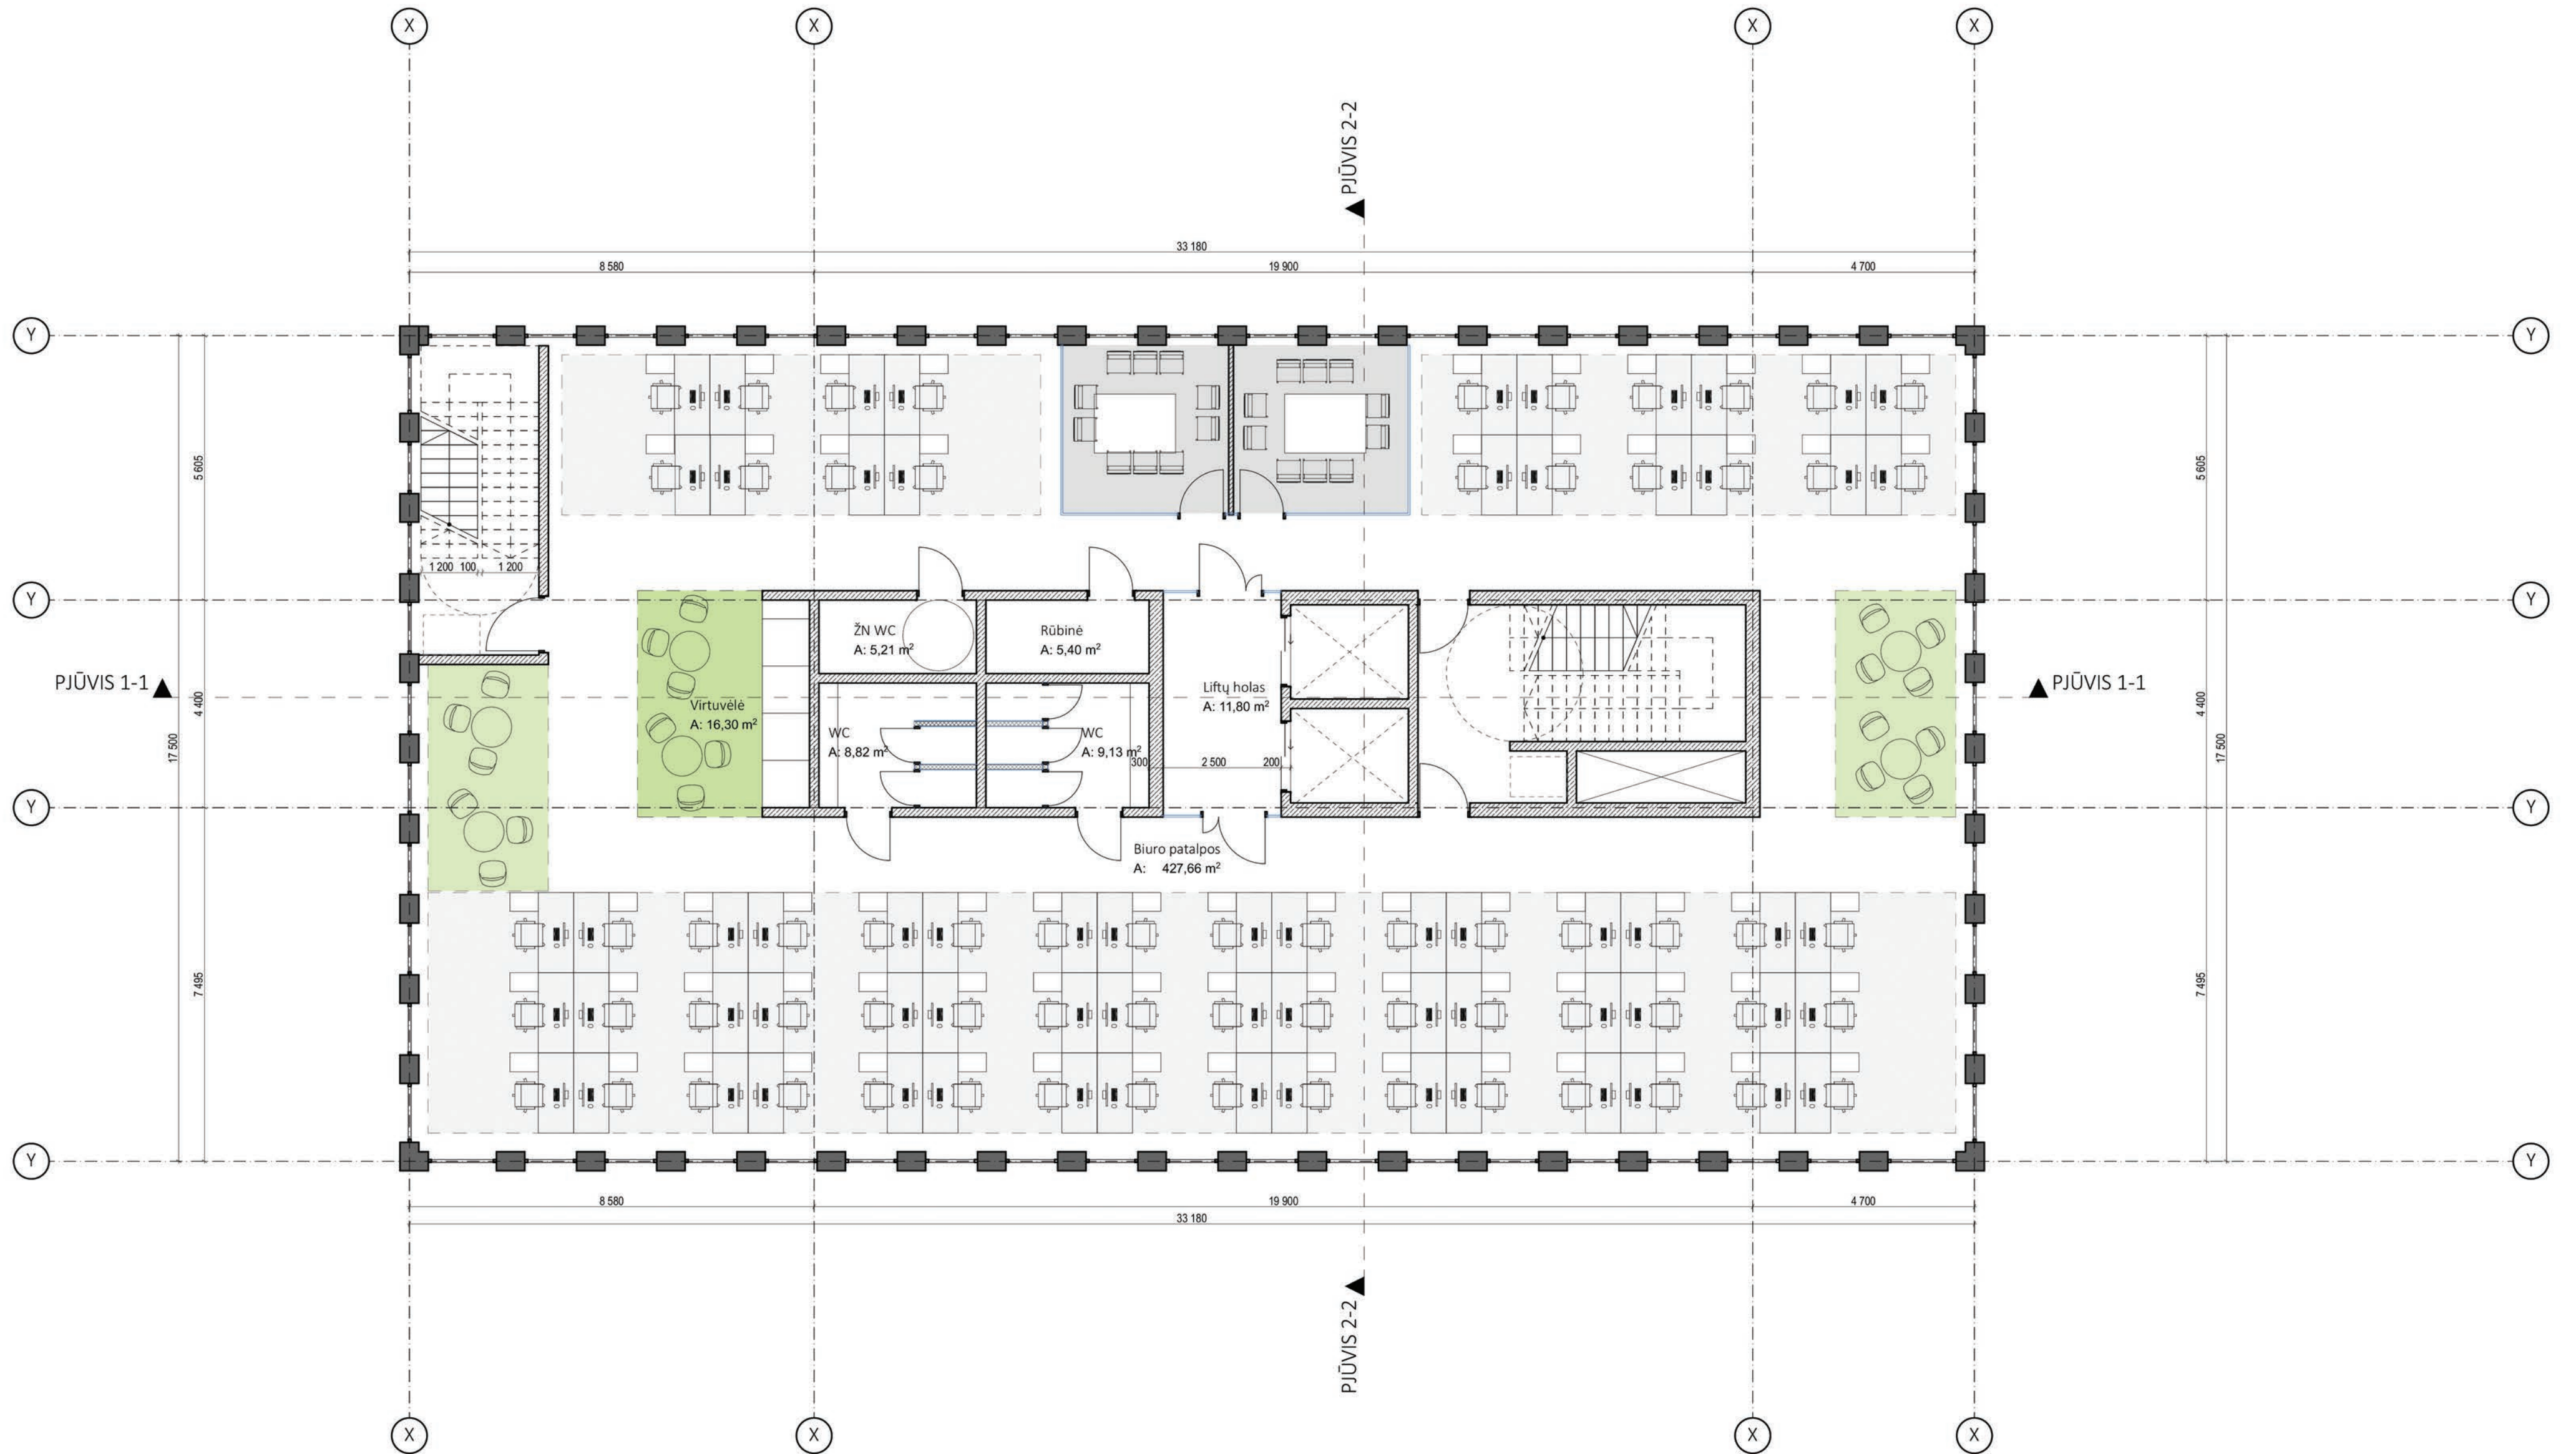 X X X X
PJŪVIS 2-2
33 180
8 580 19 900 4 700
Y Y
5 605 5 605
1 200 100 1 200
Y Y
ŽN WC
A: 5,21 m²
Rūbinė
A: 5,40 m²
PJŪVIS 1-1
PJŪVIS 1-1
Liftų holas
A: 11,80 m²
4 400 4 400
Virtuvėlė
A: 16,30 m²
WC
A: 8,82 m²
WC
A: 9,13 m²
17 500 17 500
300 2 500 200
Y Y
Biuro patalpos
A: 427,66 m²
7 495 7 495
Y Y
8 580 19 900 4 700
33 180
PJŪVIS 2-2
X X X X